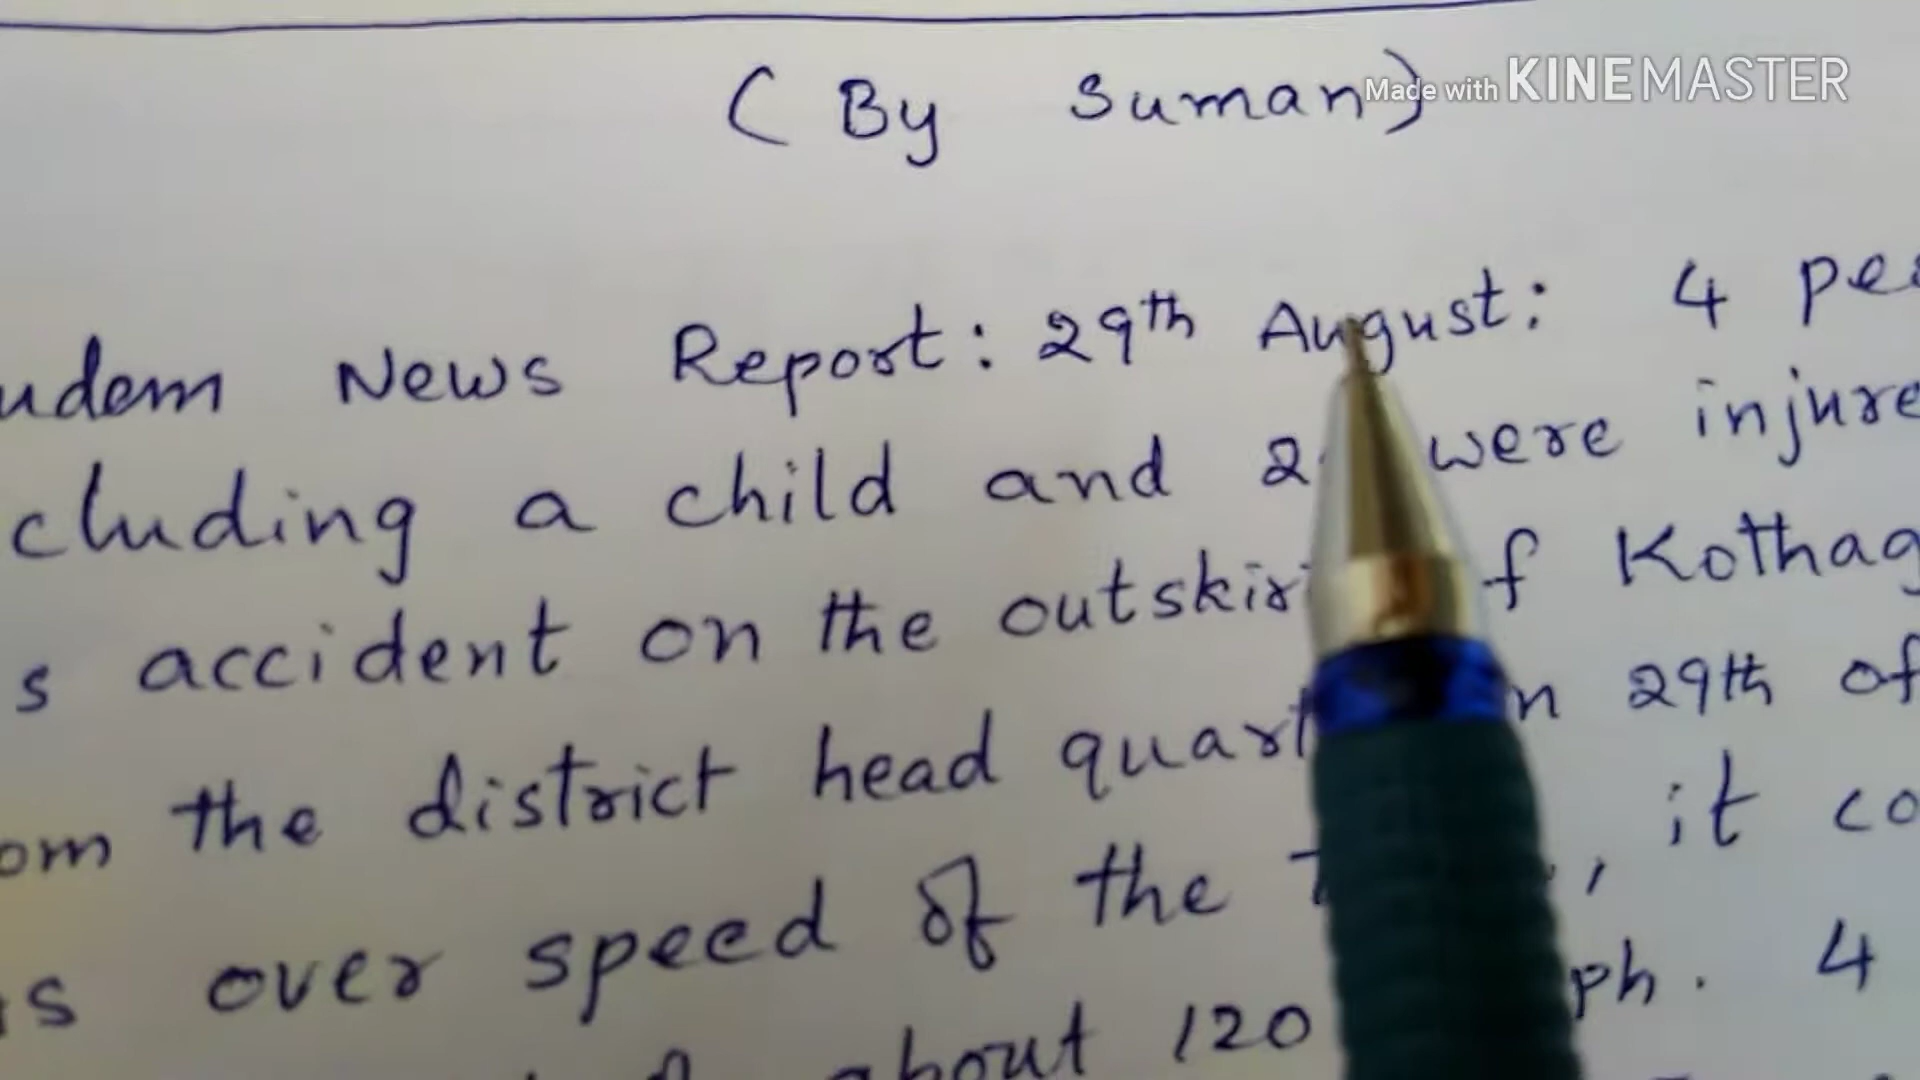 (By Suman)
Made with KINEMASTER
udem News Report: 29th August: 4 pe
cluding a child and 2 were injure
s accident on the outskir f Kothag
om the district head quart n 29th of
s over speed of the , it co
about 120 ph. 4